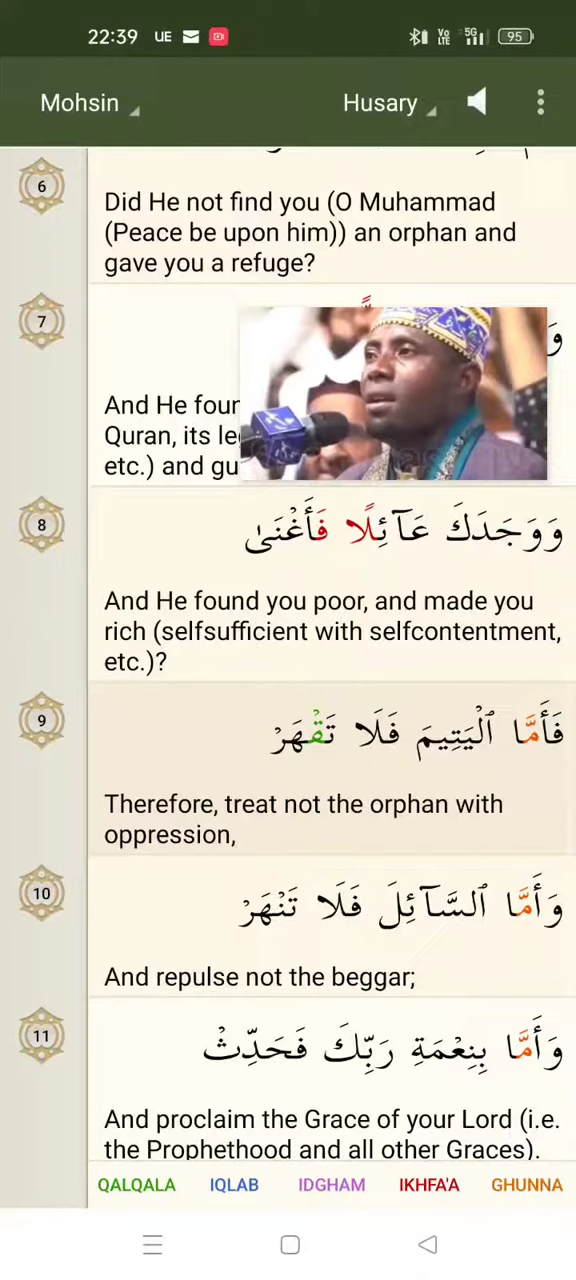 22:39 UE Vo LTE 5G 95
Mohsin Husary
6
Did He not find you (O Muhammad
(Peace be upon him)) an orphan and
gave you a refuge?
7
And He
Quran, its
etc.) and
8
وَوَجَدَكَ عَآئِلًا فَأَغْنَىٰ
And He found you poor, and made you
rich (selfsufficient with selfcontentment,
etc.)?
9
فَأَمَّا ٱلْيَتِيمَ فَلَا تَقْهَرْ
Therefore, treat not the orphan with
oppression,
10
وَأَمَّا ٱلسَّآئِلَ فَلَا تَنْهَرْ
And repulse not the beggar;
11
وَأَمَّا بِنِعْمَةِ رَبِّكَ فَحَدِّثْ
And proclaim the Grace of your Lord (i.e.
the Prophethood and all other Graces).
QALQALA IQLAB IDGHAM IKHFA'A GHUNNA